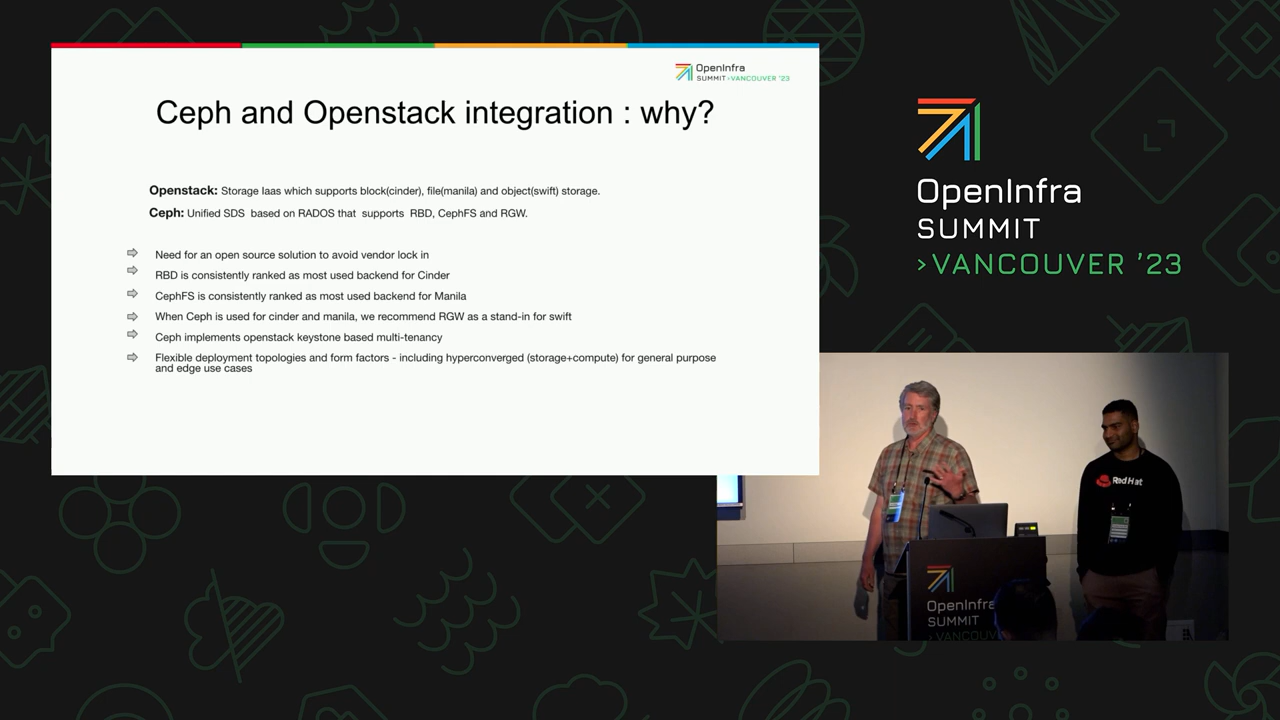 OpenInfra
SUMMIT >VANCOUVER '23
Ceph and Openstack integration : why?
Openstack: Storage Iaas which supports block(cinder), file(manila) and object(swift) storage.
Ceph: Unified SDS based on RADOS that supports RBD, CephFS and RGW.
Need for an open source solution to avoid vendor lock in
RBD is consistently ranked as most used backend for Cinder
CephFS is consistently ranked as most used backend for Manila
When Ceph is used for cinder and manila, we recommend RGW as a stand-in for swift
Ceph implements openstack keystone based multi-tenancy
Flexible deployment topologies and form factors - including hyperconverged (storage+compute) for general purpose
and edge use cases
OpenInfra
SUMMIT
>VANCOUVER '23
Red Hat
OpenInfra
SUMMIT